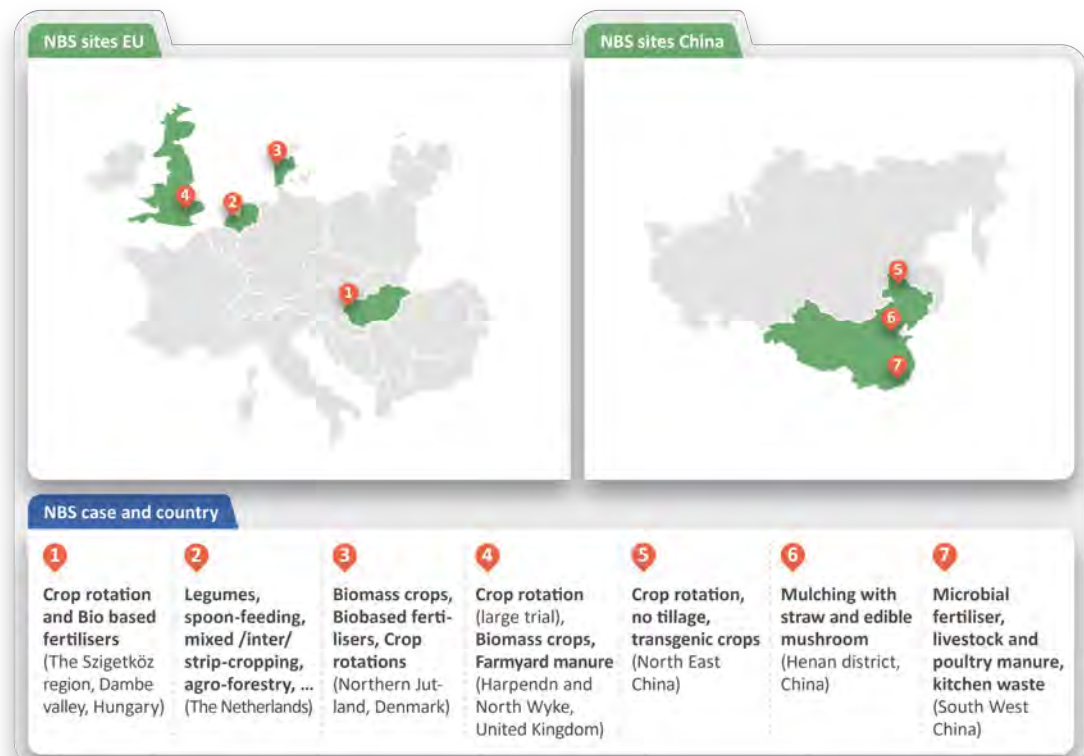 NBS sites EU
NBS sites China
3
4
2
1
5
6
7
NBS case and country
1
Crop rotation
and Bio based
fertilisers
(The Szigetköz
region, Dambe
valley, Hungary)
2
Legumes,
spoon-feeding,
mixed /inter/
strip-cropping,
agro-forestry, ...
(The Netherlands)
3
Biomass crops,
Biobased ferti-
lisers, Crop
rotations
(Northern Jut-
land, Denmark)
4
Crop rotation
(large trial),
Biomass crops,
Farmyard manure
(Harpendn and
North Wyke,
United Kingdom)
5
Crop rotation,
no tillage,
transgenic crops
(North East
China)
6
Mulching with
straw and edible
mushroom
(Henan district,
China)
7
Microbial
fertiliser,
livestock and
poultry manure,
kitchen waste
(South West
China)